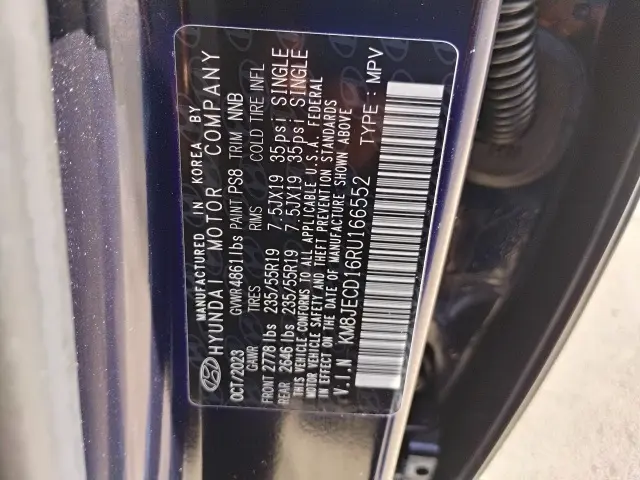 MANUFACTURED IN KOREA BY
HYUNDAI MOTOR COMPANY
OCT/2023 GVWR 4861 lbs PAINT PS8 TRIM NNB
GAWR TIRES RIMS COLD TIRE INFL
FRONT 2778 lbs 235/55R19 7.5JX19 35psi SINGLE
REAR 2646 lbs 235/55R19 7.5JX19 35psi SINGLE
THIS VEHICLE CONFORMS TO ALL APPLICABLE U.S.A. FEDERAL
MOTOR VEHICLE SAFETY AND THEFT PREVENTION STANDARDS
IN EFFECT ON THE DATE OF MANUFACTURE SHOWN ABOVE
V.I.N KM8JECD16RU166552 TYPE : MPV